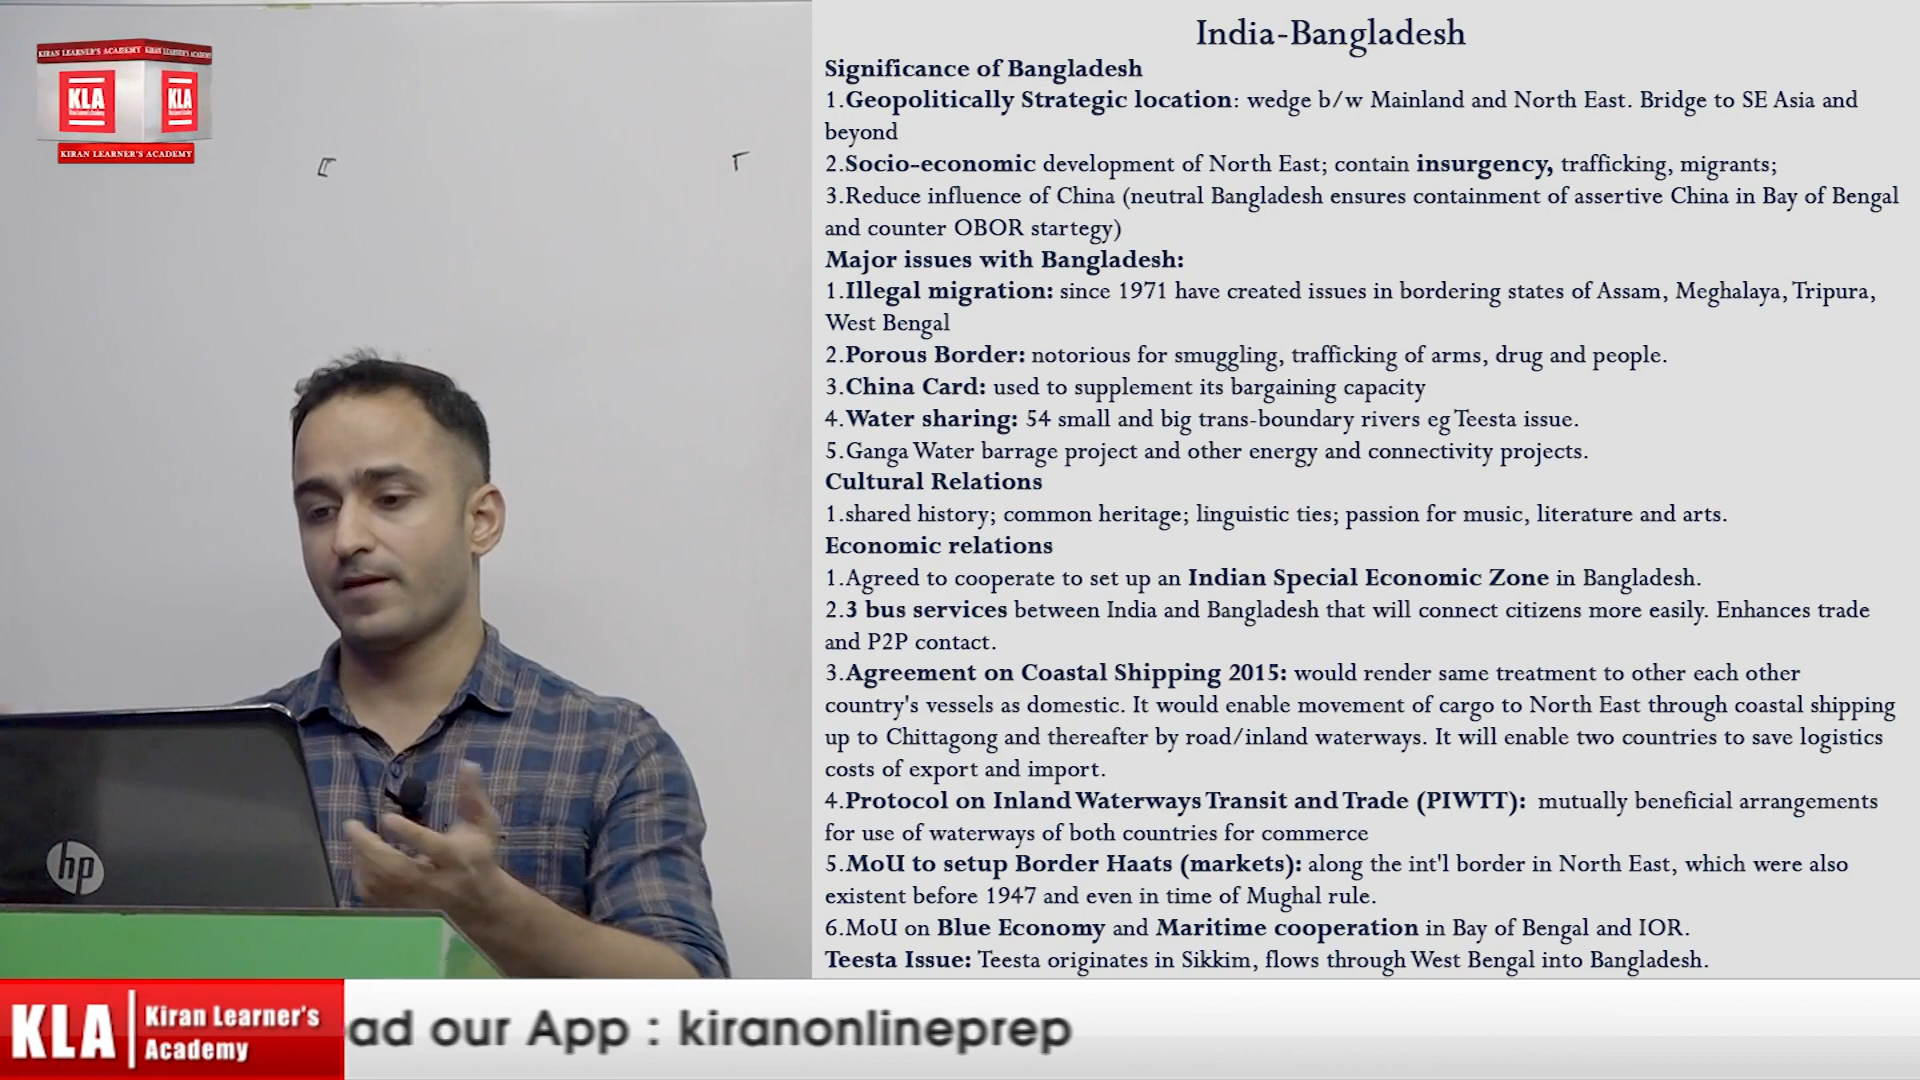 KIRAN LEARNER'S ACADEMY KIRAN LEARNER'S ACADEMY
KLA KLA
KIRAN LEARNER'S ACADEMY
India-Bangladesh
Significance of Bangladesh
1.Geopolitically Strategic location: wedge b/w Mainland and North East. Bridge to SE Asia and
beyond
2.Socio-economic development of North East; contain insurgency, trafficking, migrants;
3.Reduce influence of China (neutral Bangladesh ensures containment of assertive China in Bay of Bengal
and counter OBOR startegy)
Major issues with Bangladesh:
1.Illegal migration: since 1971 have created issues in bordering states of Assam, Meghalaya, Tripura,
West Bengal
2.Porous Border: notorious for smuggling, trafficking of arms, drug and people.
3.China Card: used to supplement its bargaining capacity
4.Water sharing: 54 small and big trans-boundary rivers eg Teesta issue.
5.Ganga Water barrage project and other energy and connectivity projects.
Cultural Relations
1.shared history; common heritage; linguistic ties; passion for music, literature and arts.
Economic relations
1.Agreed to cooperate to set up an Indian Special Economic Zone in Bangladesh.
2.3 bus services between India and Bangladesh that will connect citizens more easily. Enhances trade
and P2P contact.
3.Agreement on Coastal Shipping 2015: would render same treatment to other each other
country's vessels as domestic. It would enable movement of cargo to North East through coastal shipping
up to Chittagong and thereafter by road/inland waterways. It will enable two countries to save logistics
costs of export and import.
4.Protocol on Inland Waterways Transit and Trade (PIWTT): mutually beneficial arrangements
for use of waterways of both countries for commerce
5.MoU to setup Border Haats (markets): along the int'l border in North East, which were also
existent before 1947 and even in time of Mughal rule.
6.MoU on Blue Economy and Maritime cooperation in Bay of Bengal and IOR.
Teesta Issue: Teesta originates in Sikkim, flows through West Bengal into Bangladesh.
hp
KLA Kiran Learner's
Academy
ad our App : kiranonlineprep